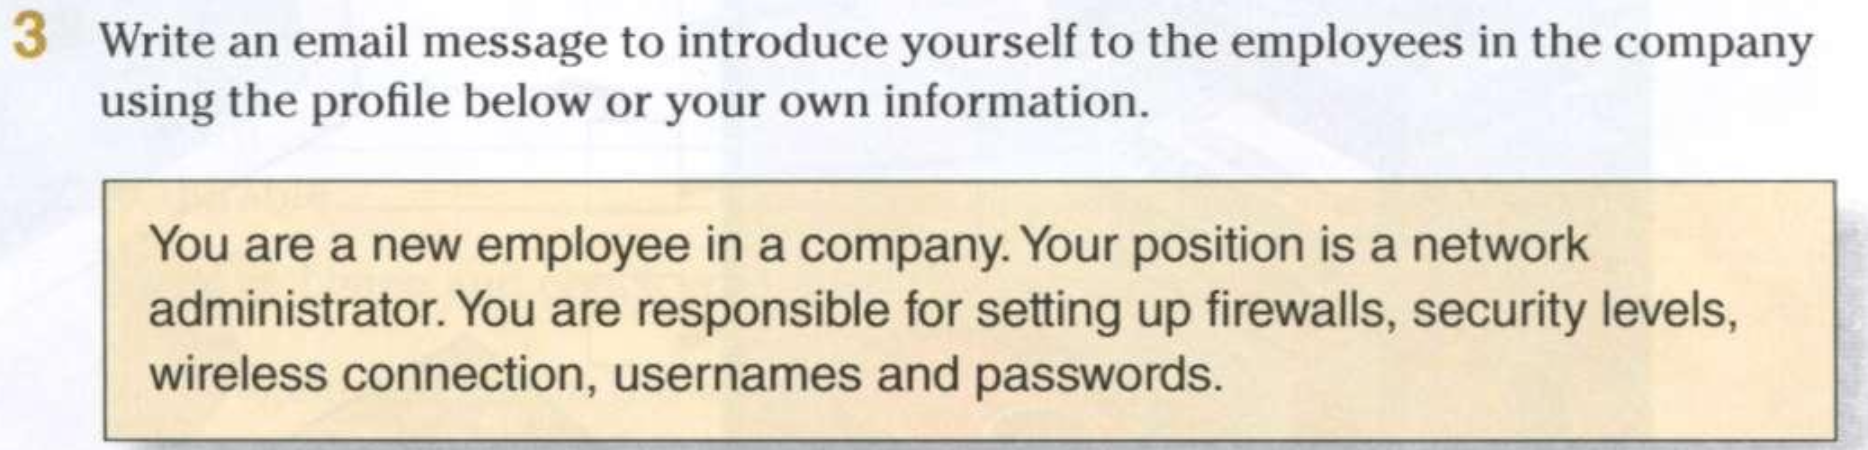 3 Write an email message to introduce yourself to the employees in the company
using the profile below or your own information.
You are a new employee in a company. Your position is a network
administrator. You are responsible for setting up firewalls, security levels,
wireless connection, usernames and passwords.